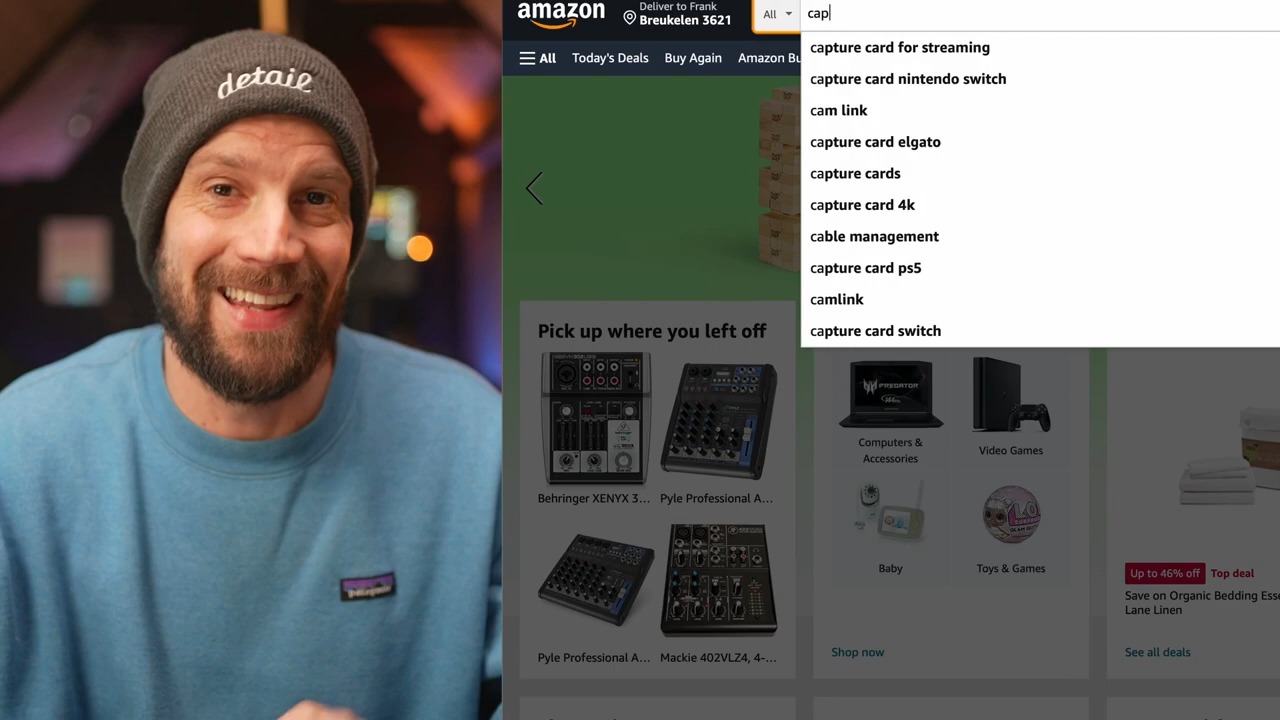 detail
patagonia
amazon
Deliver to Frank
Breukelen 3621
All
cap
All
Today's Deals
Buy Again
Amazon Bu
capture card for streaming
capture card nintendo switch
cam link
capture card elgato
capture cards
capture card 4k
cable management
capture card ps5
camlink
capture card switch
Pick up where you left off
Behringer XENYX 3...
Pyle Professional A...
Pyle Professional A...
Mackie 402VLZ4, 4-...
PREDATOR
Computers &
Accessories
Video Games
Baby
Toys & Games
Shop now
Up to 46% off
Top deal
Save on Organic Bedding Esse
Lane Linen
See all deals